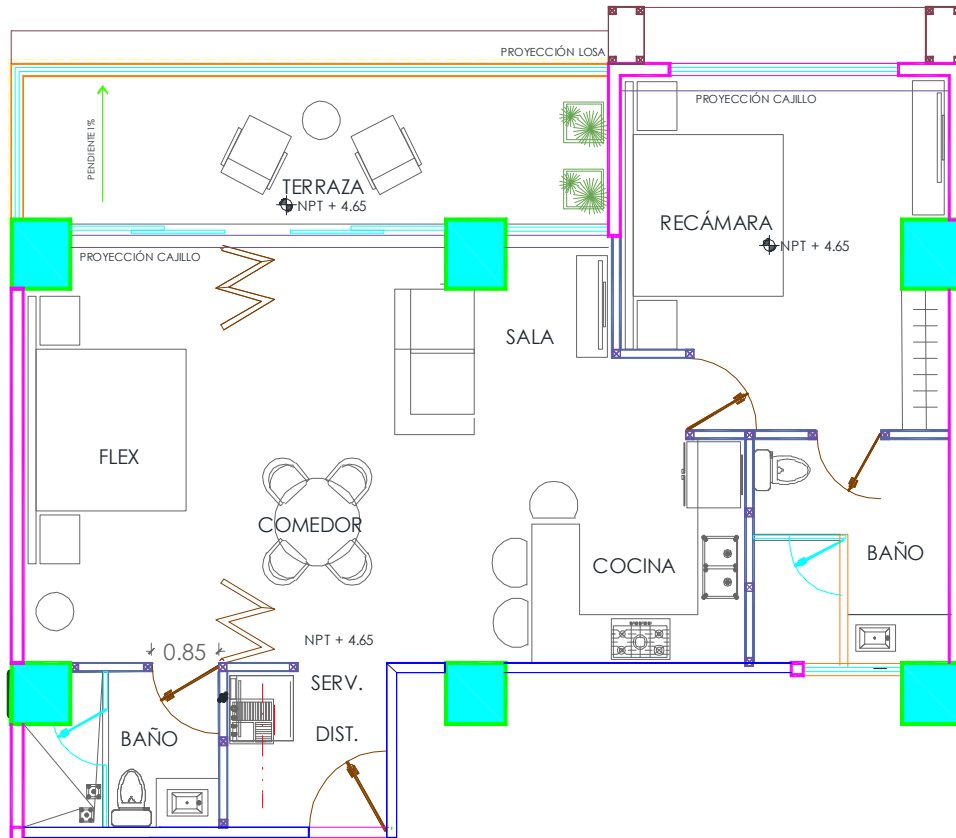 PROYECCIÓN LOSA
PROYECCIÓN CAJILLO
PENDIENTE 1%
TERRAZA
NPT + 4.65
RECÁMARA
NPT + 4.65
PROYECCIÓN CAJILLO
SALA
FLEX
COMEDOR
COCINA
BAÑO
NPT + 4.65
0.85
SERV.
DIST.
BAÑO